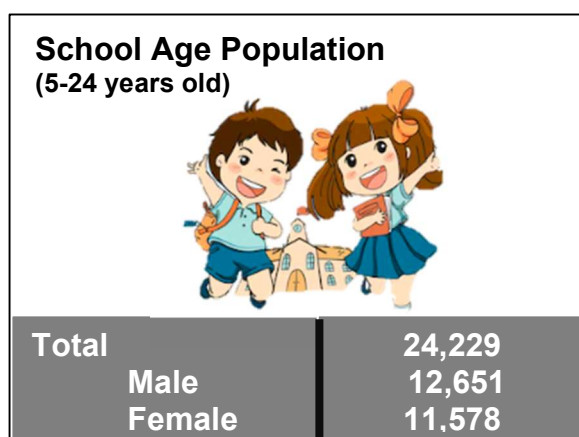 School Age Population
(5-24 years old)
Total 24,229
Male 12,651
Female 11,578